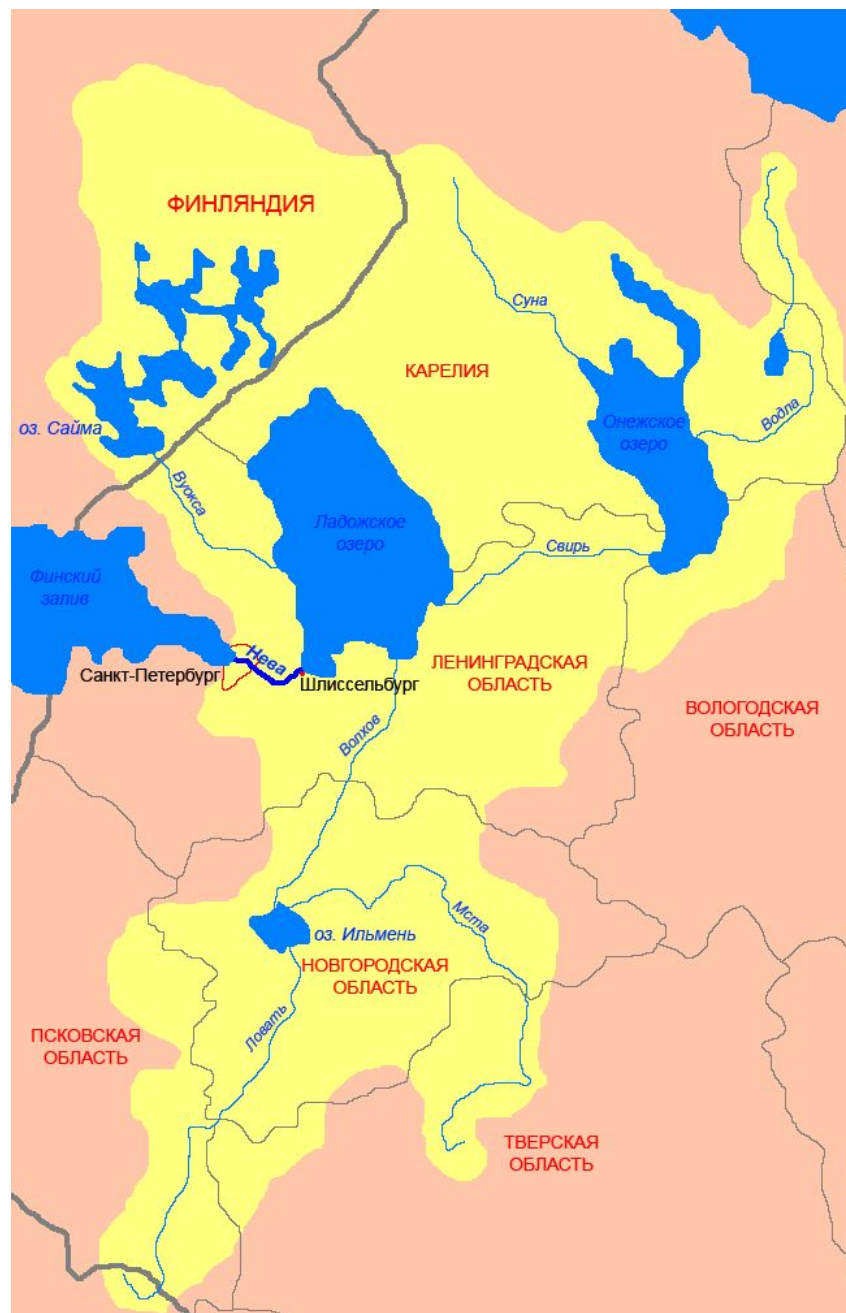 ФИНЛЯНДИЯ
Суна
КАРЕЛИЯ
Онежское
озеро
Водла
оз. Сайма
Вуокса
Ладожское
озеро
Свирь
Финский
залив
Нева
Санкт-Петербург
Шлиссельбург
ЛЕНИНГРАДСКАЯ
ОБЛАСТЬ
ВОЛОГОДСКАЯ
ОБЛАСТЬ
Волхов
Мста
оз. Ильмень
НОВГОРОДСКАЯ
ОБЛАСТЬ
Ловать
ПСКОВСКАЯ
ОБЛАСТЬ
ТВЕРСКАЯ
ОБЛАСТЬ